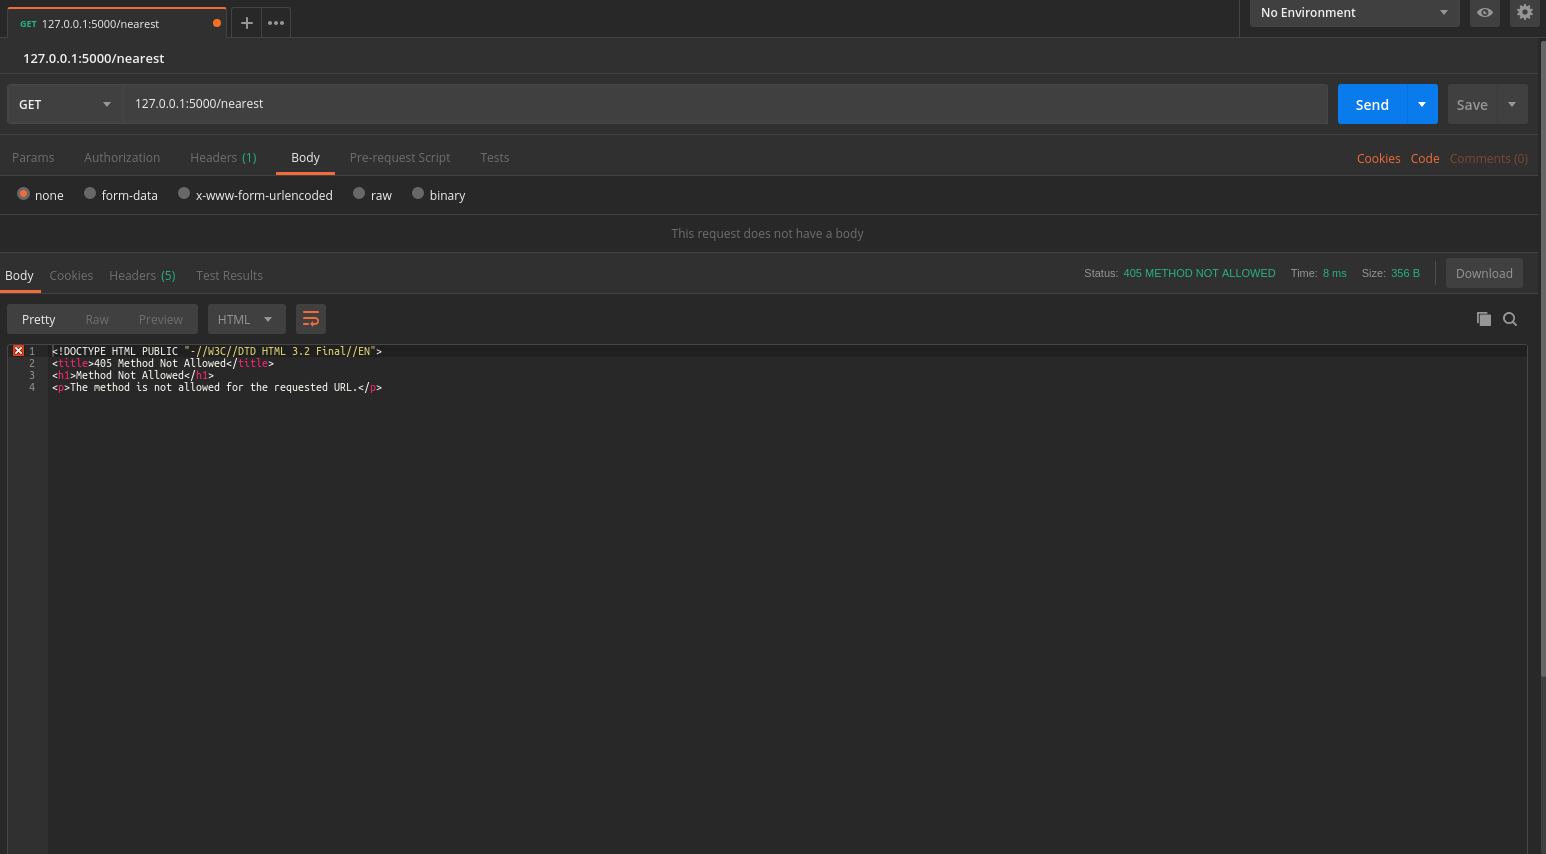 GET 127.0.0.1:5000/nearest
No Environment
127.0.0.1:5000/nearest
GET 127.0.0.1:5000/nearest Send Save
Params Authorization Headers (1) Body Pre-request Script Tests Cookies Code Comments (0)
none form-data x-www-form-urlencoded raw binary
This request does not have a body
Body Cookies Headers (5) Test Results Status: 405 METHOD NOT ALLOWED Time: 8 ms Size: 356 B Download
Pretty Raw Preview HTML
1 <!DOCTYPE HTML PUBLIC "-//W3C//DTD HTML 3.2 Final//EN">
2 <title>405 Method Not Allowed</title>
3 <h1>Method Not Allowed</h1>
4 <p>The method is not allowed for the requested URL.</p>